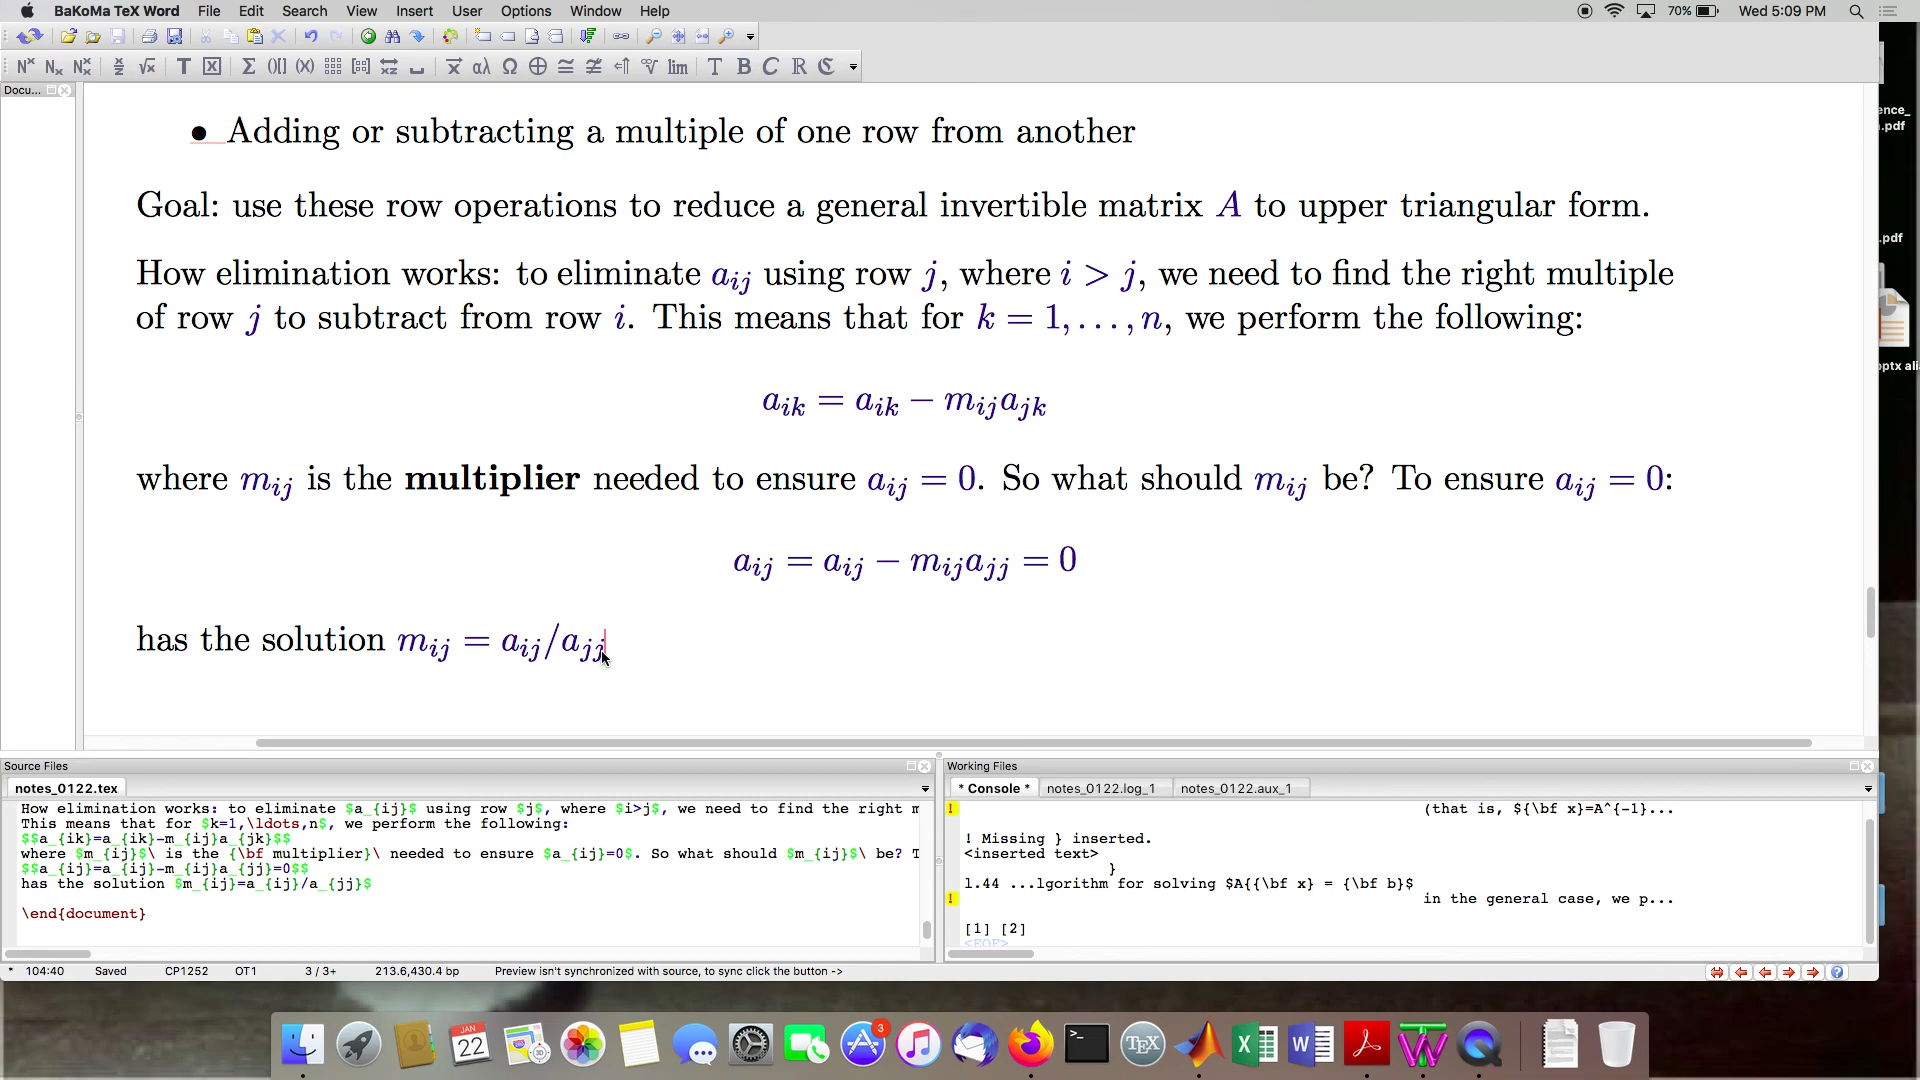 BaKoMa TeX Word File Edit Search View Insert User Options Window Help 70% Wed 5:09 PM
Docu...
• Adding or subtracting a multiple of one row from another
Goal: use these row operations to reduce a general invertible matrix A to upper triangular form.
How elimination works: to eliminate a_{ij} using row j, where i > j, we need to find the right multiple
of row j to subtract from row i. This means that for k = 1, . . . , n, we perform the following:
a_{ik} = a_{ik} − m_{ij}a_{jk}
where m_{ij} is the multiplier needed to ensure a_{ij} = 0. So what should m_{ij} be? To ensure a_{ij} = 0:
a_{ij} = a_{ij} − m_{ij}a_{jj} = 0
has the solution m_{ij} = a_{ij}/a_{jj}
Source Files
notes_0122.tex
How elimination works: to eliminate $a_{ij}$ using row $j$, where $i>j$, we need to find the right m
This means that for $k=1,\ldots,n$, we perform the following:
$$a_{ik}=a_{ik}-m_{ij}a_{jk}$$
where $m_{ij}$\ is the {\bf multiplier}\ needed to ensure $a_{ij}=0$. So what should $m_{ij}$\ be? T
$$a_{ij}=a_{ij}-m_{ij}a_{jj}=0$$
has the solution $m_{ij}=a_{ij}/a_{jj}$
\end{document}
Working Files
* Console * notes_0122.log_1 notes_0122.aux_1
(that is, ${\bf x}=A^{-1}...
! Missing } inserted.
<inserted text>
}
l.44 ...lgorithm for solving $A{{\bf x} = {\bf b}$
in the general case, we p...
[1] [2]
<EOF>
* 104:40 Saved CP1252 OT1 3 / 3+ 213.6,430.4 bp Preview isn't synchronized with source, to sync click the button ->
ence_
.pdf
.pdf
pptx ali
JAN
22
3